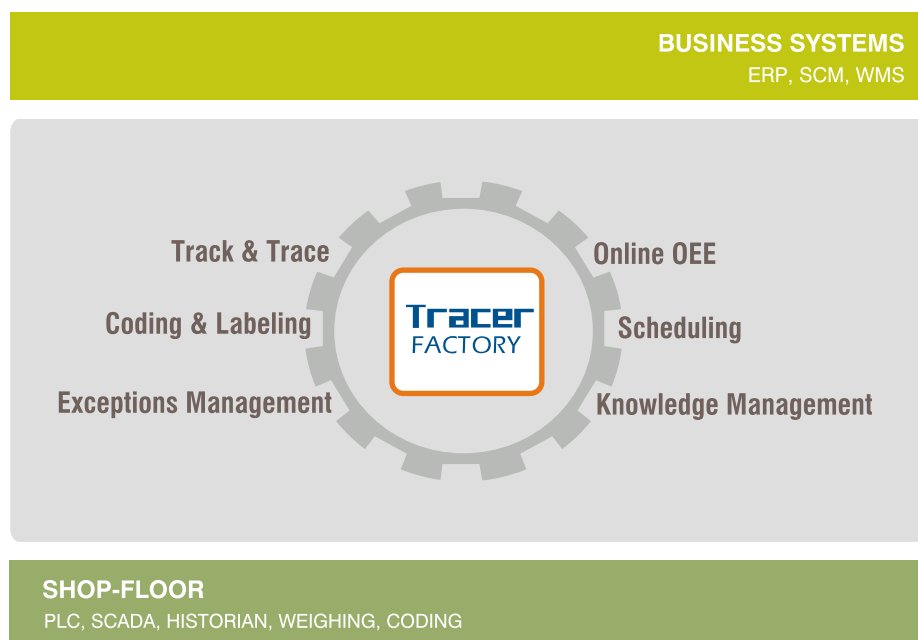 BUSINESS SYSTEMS
ERP, SCM, WMS
Track & Trace
Online OEE
Coding & Labeling
Scheduling
Exceptions Management
Knowledge Management
Tracer
FACTORY
SHOP-FLOOR
PLC, SCADA, HISTORIAN, WEIGHING, CODING